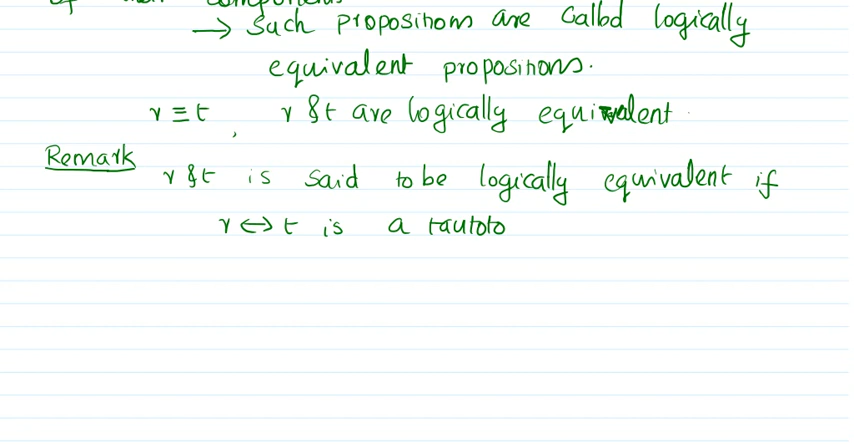 → Such propositions are called logically
equivalent propositions.
r ≡ t, r & t are logically equivalent.
Remark r & t is said to be logically equivalent if
r ↔ t is a tautolo